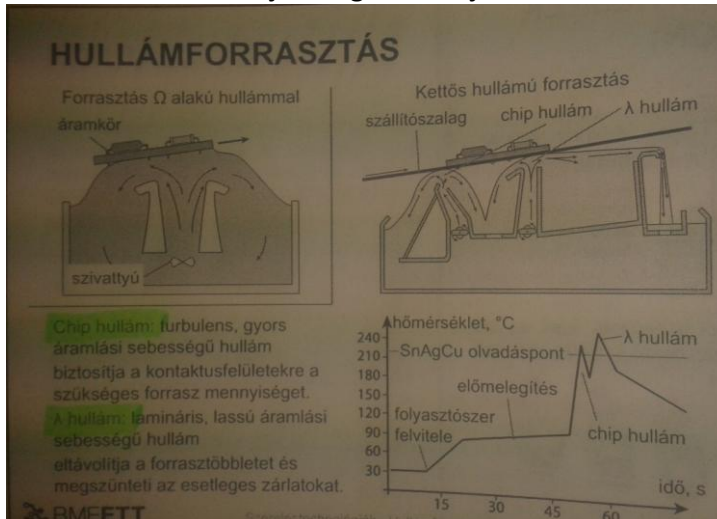 HULLÁMFORRASZTÁS
Forrasztás Ω alakú hullámmal
áramkör
szivattyú
Kettős hullámú forrasztás
szállítószalag
chip hullám
λ hullám
Chip hullám: turbulens, gyors
áramlási sebességű hullám
biztosítja a kontaktusfelületekre a
szükséges forrasz mennyiséget.
λ hullám: lamináris, lassú áramlási
sebességű hullám
eltávolítja a forrasztöbbletet és
megszünteti az esetleges zárlatokat.
hőmérséklet, °C
240
210
180
150
120
90
60
30
SnAgCu olvadáspont
λ hullám
előmelegítés
folyasztószer
felvitele
chip hullám
15
30
45
60
idő, s
BMEETT